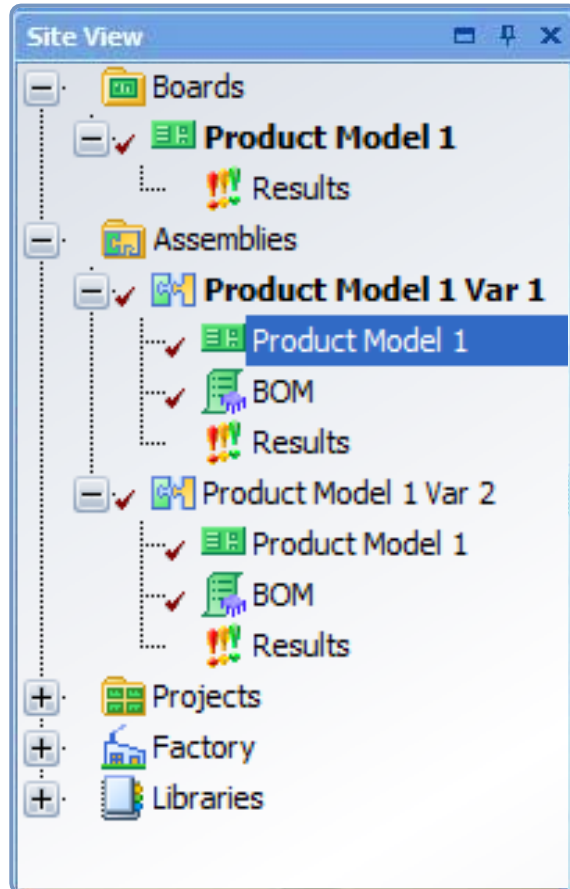 Site View
Boards
Product Model 1
Results
Assemblies
Product Model 1 Var 1
Product Model 1
BOM
Results
Product Model 1 Var 2
Product Model 1
BOM
Results
Projects
Factory
Libraries